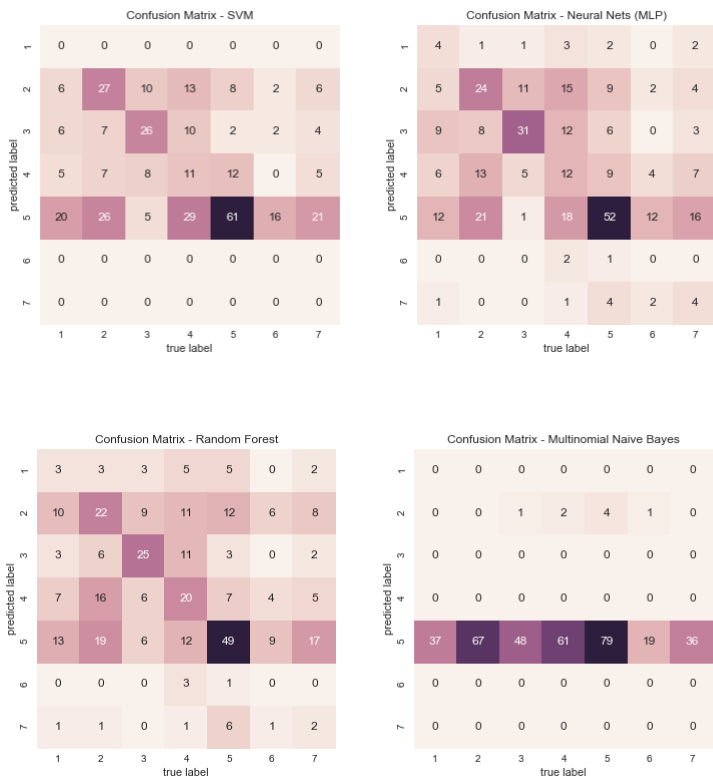 Confusion Matrix - SVM
1 0 0 0 0 0 0 0
2 6 27 10 13 8 2 6
3 6 7 26 10 2 2 4
4 5 7 8 11 12 0 5
5 20 26 5 29 61 16 21
6 0 0 0 0 0 0 0
7 0 0 0 0 0 0 0
1 2 3 4 5 6 7
predicted label
true label
Confusion Matrix - Neural Nets (MLP)
1 4 1 1 3 2 0 2
2 5 24 11 15 9 2 4
3 9 8 31 12 6 0 3
4 6 13 5 12 9 4 7
5 12 21 1 18 52 12 16
6 0 0 0 2 1 0 0
7 1 0 0 1 4 2 4
1 2 3 4 5 6 7
predicted label
true label
Confusion Matrix - Random Forest
1 3 3 3 5 5 0 2
2 10 22 9 11 12 6 8
3 3 6 25 11 3 0 2
4 7 16 6 20 7 4 5
5 13 19 6 12 49 9 17
6 0 0 0 3 1 0 0
7 1 1 0 1 6 1 2
1 2 3 4 5 6 7
predicted label
true label
Confusion Matrix - Multinomial Naive Bayes
1 0 0 0 0 0 0 0
2 0 0 1 2 4 1 0
3 0 0 0 0 0 0 0
4 0 0 0 0 0 0 0
5 37 67 48 61 79 19 36
6 0 0 0 0 0 0 0
7 0 0 0 0 0 0 0
1 2 3 4 5 6 7
predicted label
true label